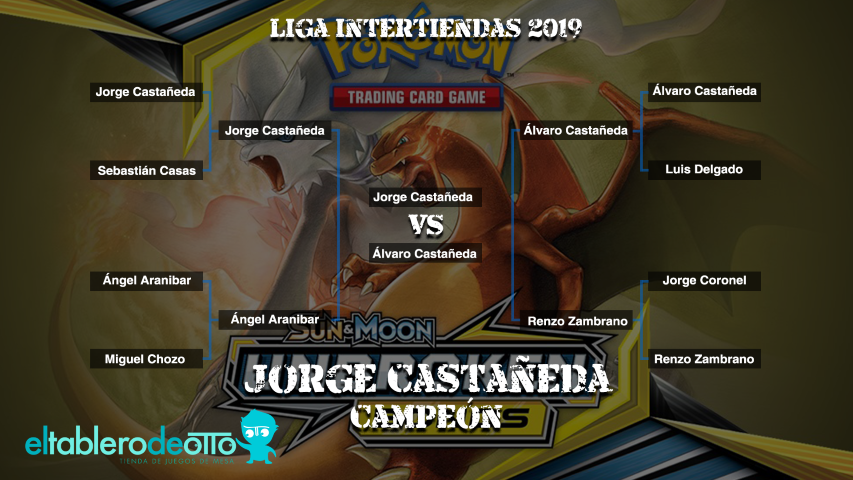 LIGA INTERTIENDAS 2019
POKÉMON
TM
TRADING CARD GAME
Jorge Castañeda
Sebastián Casas
Jorge Castañeda
Ángel Aranibar
Miguel Chozo
Ángel Aranibar
Jorge Castañeda
VS
Álvaro Castañeda
Álvaro Castañeda
Renzo Zambrano
Álvaro Castañeda
Luis Delgado
Jorge Coronel
Renzo Zambrano
SUN & MOON
UNBROKEN
JORGE CASTAÑEDA
CAMPEÓN
eltablerodeOTTO
TIENDA DE JUEGOS DE MESA